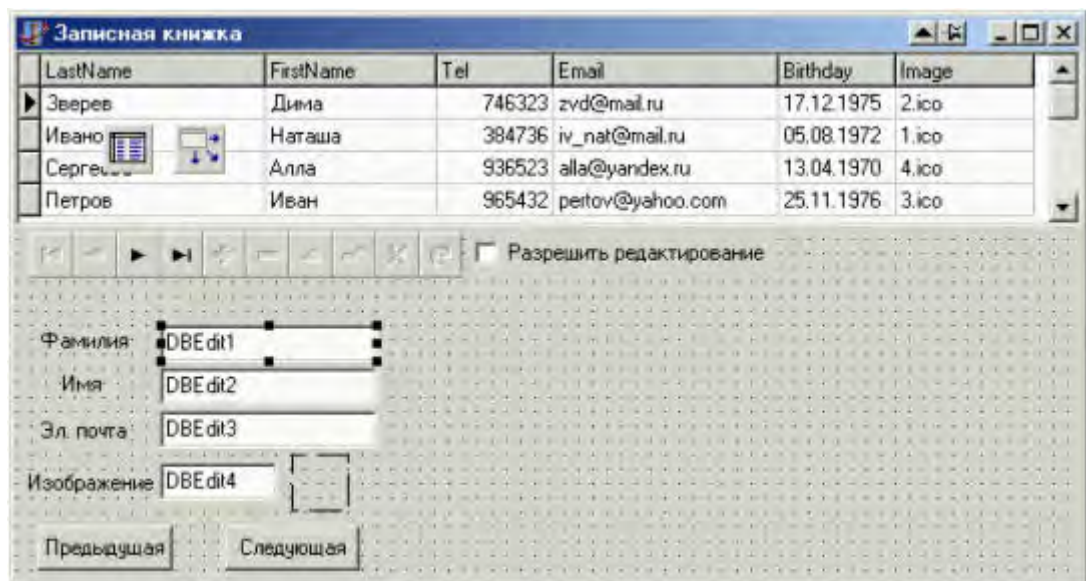 Записная книжка
LastName FirstName Tel Email Birthday Image
Зверев Дима 746323 zvd@mail.ru 17.12.1975 2.ico
Ивано Наташа 384736 iv_nat@mail.ru 05.08.1972 1.ico
Алла 936523 alla@yandex.ru 13.04.1970 4.ico
Петров Иван 965432 pertov@yahoo.com 25.11.1976 3.ico
Разрешить редактирование
Фамилия DBEdit1
Имя DBEdit2
Эл. почта DBEdit3
Изображение DBEdit4
Предыдущая Следующая